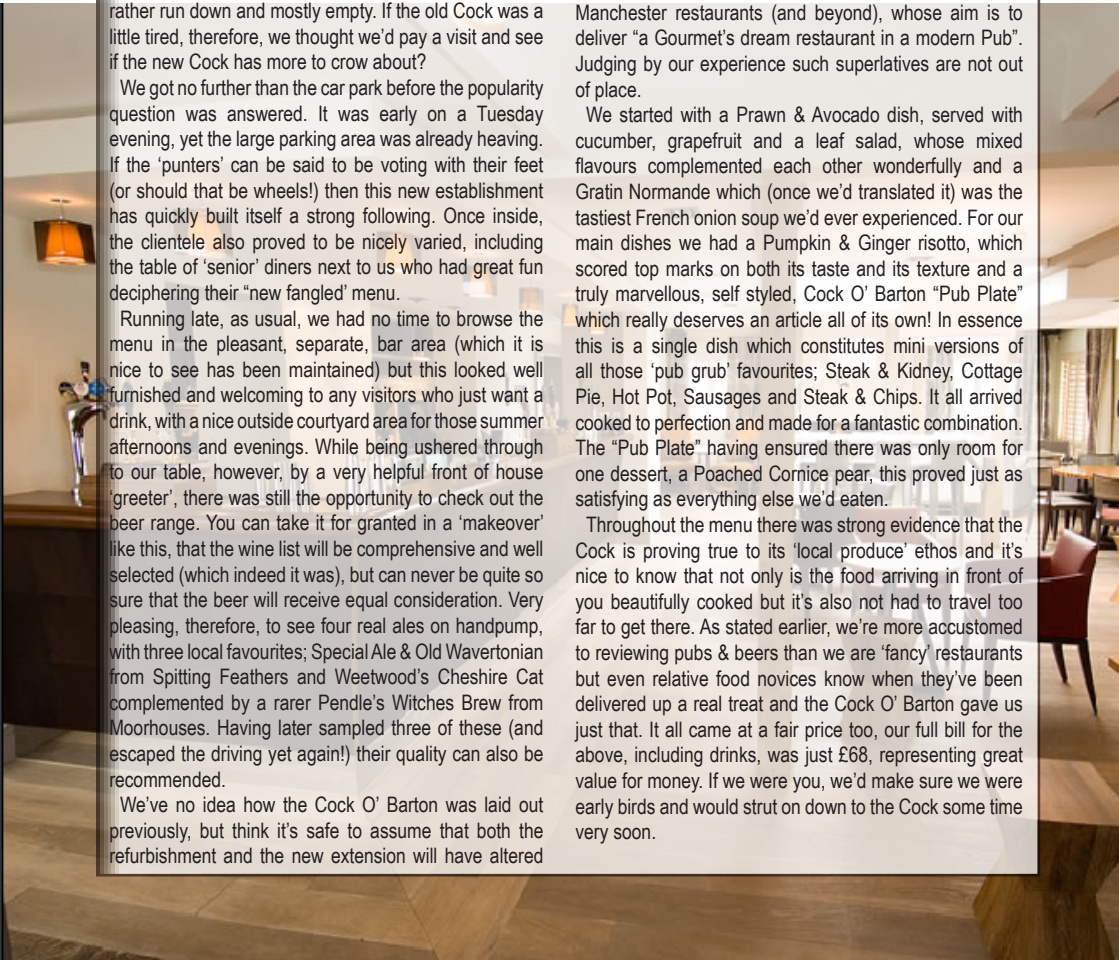 rather run down and mostly empty. If the old Cock was a
little tired, therefore, we thought we’d pay a visit and see
if the new Cock has more to crow about?
We got no further than the car park before the popularity
question was answered. It was early on a Tuesday
evening, yet the large parking area was already heaving.
If the ‘punters’ can be said to be voting with their feet
(or should that be wheels!) then this new establishment
has quickly built itself a strong following. Once inside,
the clientele also proved to be nicely varied, including
the table of ‘senior’ diners next to us who had great fun
deciphering their “new fangled’ menu.
Running late, as usual, we had no time to browse the
menu in the pleasant, separate, bar area (which it is
nice to see has been maintained) but this looked well
furnished and welcoming to any visitors who just want a
drink, with a nice outside courtyard area for those summer
afternoons and evenings. While being ushered through
to our table, however, by a very helpful front of house
‘greeter’, there was still the opportunity to check out the
beer range. You can take it for granted in a ‘makeover’
like this, that the wine list will be comprehensive and well
selected (which indeed it was), but can never be quite so
sure that the beer will receive equal consideration. Very
pleasing, therefore, to see four real ales on handpump,
with three local favourites; Special Ale & Old Wavertonian
from Spitting Feathers and Weetwood’s Cheshire Cat
complemented by a rarer Pendle’s Witches Brew from
Moorhouses. Having later sampled three of these (and
escaped the driving yet again!) their quality can also be
recommended.
We’ve no idea how the Cock O’ Barton was laid out
previously, but think it’s safe to assume that both the
refurbishment and the new extension will have altered
Manchester restaurants (and beyond), whose aim is to
deliver “a Gourmet’s dream restaurant in a modern Pub”.
Judging by our experience such superlatives are not out
of place.
We started with a Prawn & Avocado dish, served with
cucumber, grapefruit and a leaf salad, whose mixed
flavours complemented each other wonderfully and a
Gratin Normande which (once we’d translated it) was the
tastiest French onion soup we’d ever experienced. For our
main dishes we had a Pumpkin & Ginger risotto, which
scored top marks on both its taste and its texture and a
truly marvellous, self styled, Cock O’ Barton “Pub Plate”
which really deserves an article all of its own! In essence
this is a single dish which constitutes mini versions of
all those ‘pub grub’ favourites; Steak & Kidney, Cottage
Pie, Hot Pot, Sausages and Steak & Chips. It all arrived
cooked to perfection and made for a fantastic combination.
The “Pub Plate” having ensured there was only room for
one dessert, a Poached Cornice pear, this proved just as
satisfying as everything else we’d eaten.
Throughout the menu there was strong evidence that the
Cock is proving true to its ‘local produce’ ethos and it’s
nice to know that not only is the food arriving in front of
you beautifully cooked but it’s also not had to travel too
far to get there. As stated earlier, we’re more accustomed
to reviewing pubs & beers than we are ‘fancy’ restaurants
but even relative food novices know when they’ve been
delivered up a real treat and the Cock O’ Barton gave us
just that. It all came at a fair price too, our full bill for the
above, including drinks, was just £68, representing great
value for money. If we were you, we’d make sure we were
early birds and would strut on down to the Cock some time
very soon.